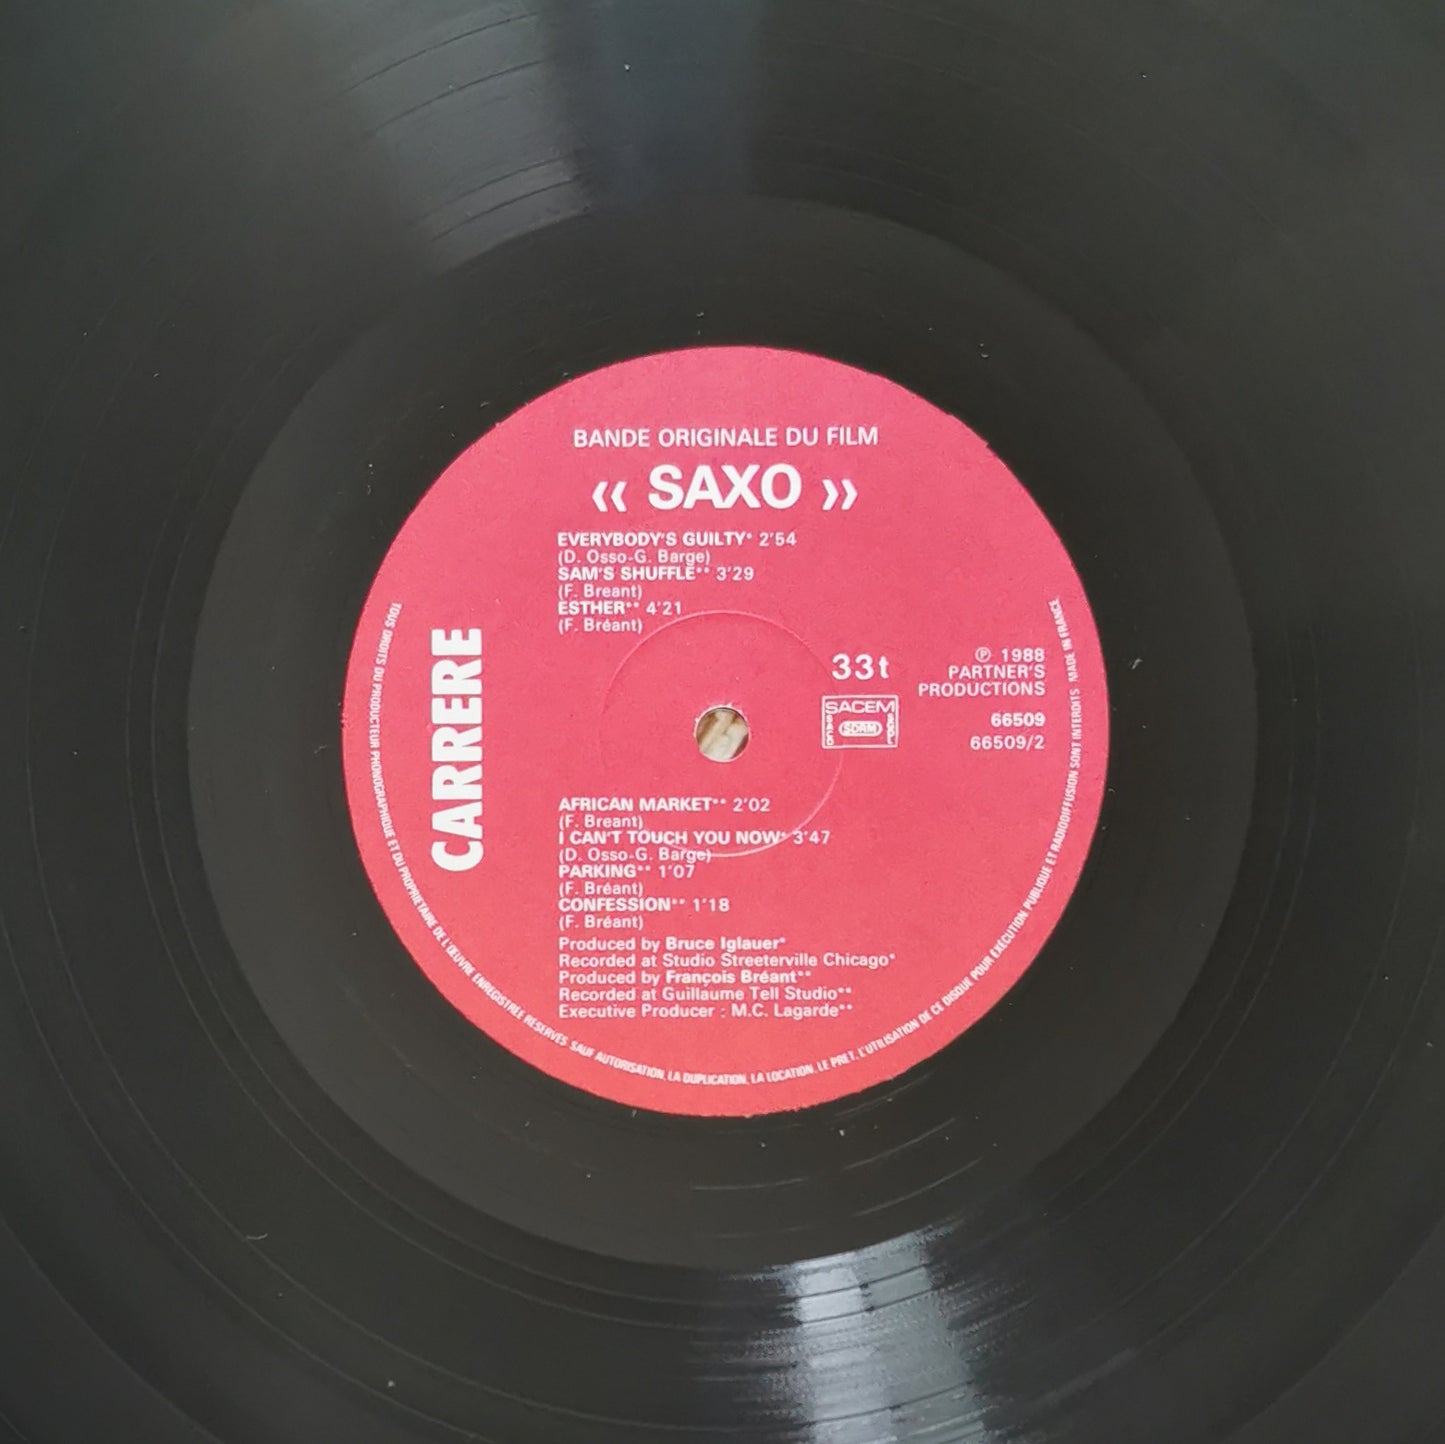 BANDE ORIGINALE DU FILM
« SAXO »
EVERYBODY'S GUILTY* 2'54
(D. Osso-G. Barge)
SAM'S SHUFFLE** 3'29
(F. Breant)
ESTHER** 4'21
(F. Bréant)
CARRERE
33t
SACEM
SACD
SDRM
SGDL
℗ 1988
PARTNER'S
PRODUCTIONS
66509
66509/2
AFRICAN MARKET** 2'02
(F. Breant)
I CAN'T TOUCH YOU NOW* 3'47
(D. Osso-G. Barge)
PARKING** 1'07
(F. Bréant)
CONFESSION** 1'18
(F. Bréant)
Produced by Bruce Iglauer*
Recorded at Studio Streeterville Chicago*
Produced by François Bréant**
Recorded at Guillaume Tell Studio**
Executive Producer : M.C. Lagarde**
TOUS DROITS DU PRODUCTEUR PHONOGRAPHIQUE ET DU PROPRIETAIRE DE L'ŒUVRE ENREGISTREE RÉSERVÉS. SAUF AUTORISATION, LA DUPLICATION, LA LOCATION, LE PRET, L'UTILISATION DE CE DISQUE POUR EXÉCUTION PUBLIQUE ET RADIODIFFUSION SONT INTERDITS MADE IN FRANCE